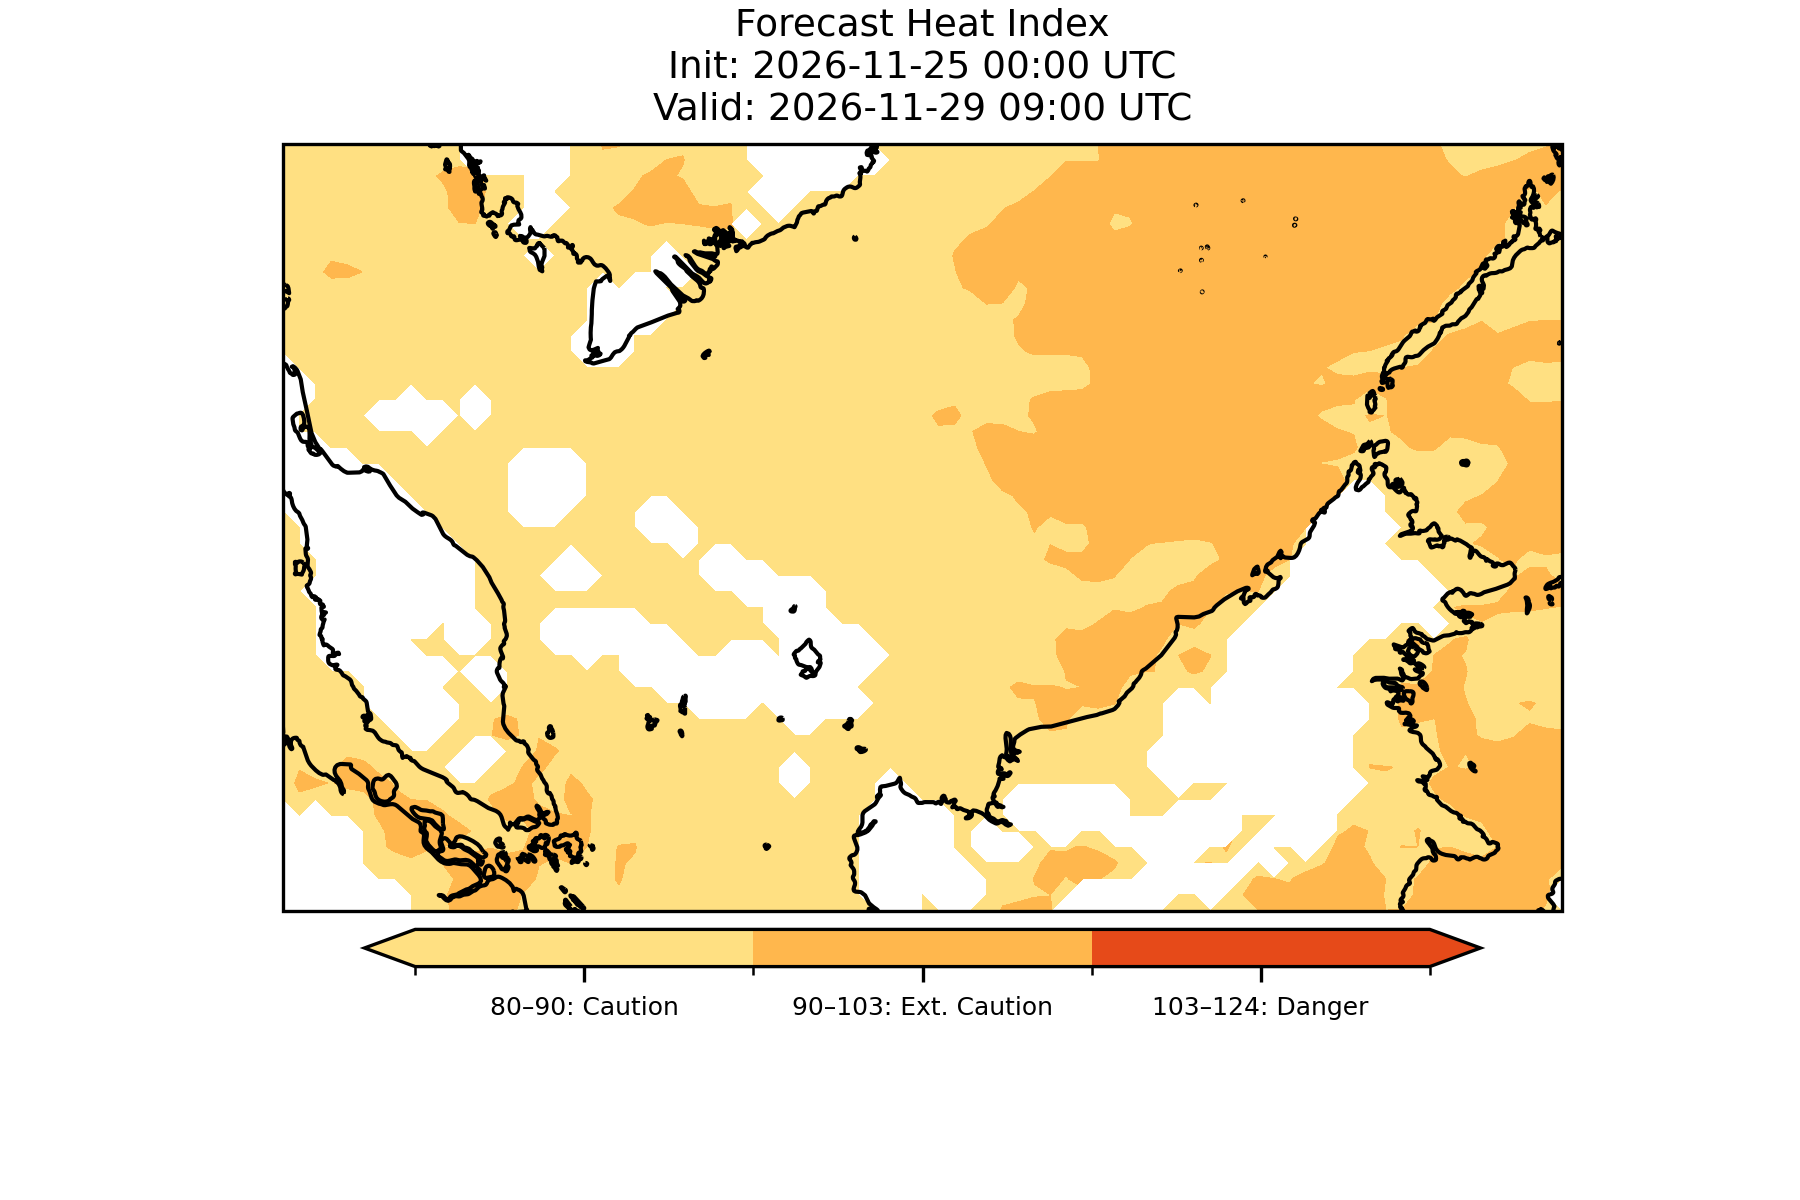 Forecast Heat Index
Init: 2026-11-25 00:00 UTC
Valid: 2026-11-29 09:00 UTC
80–90: Caution
90–103: Ext. Caution
103–124: Danger